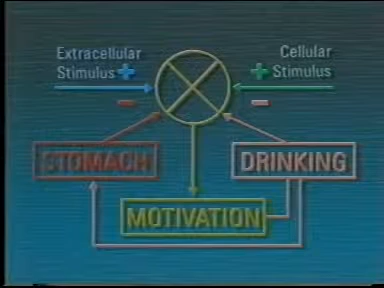 Extracellular
Stimulus +
Cellular
+ Stimulus
-
-
STOMACH
DRINKING
MOTIVATION